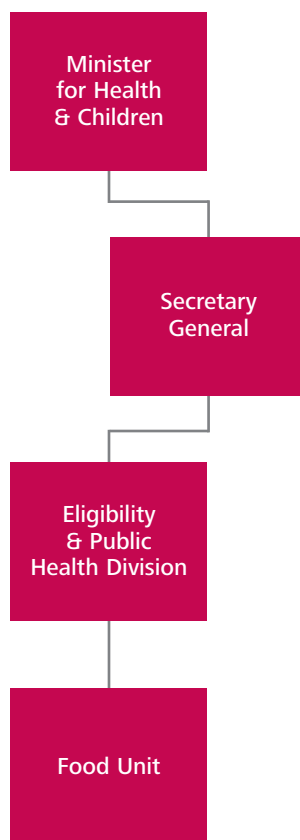 Minister
for Health
& Children
Secretary
General
Eligibility
& Public
Health Division
Food Unit